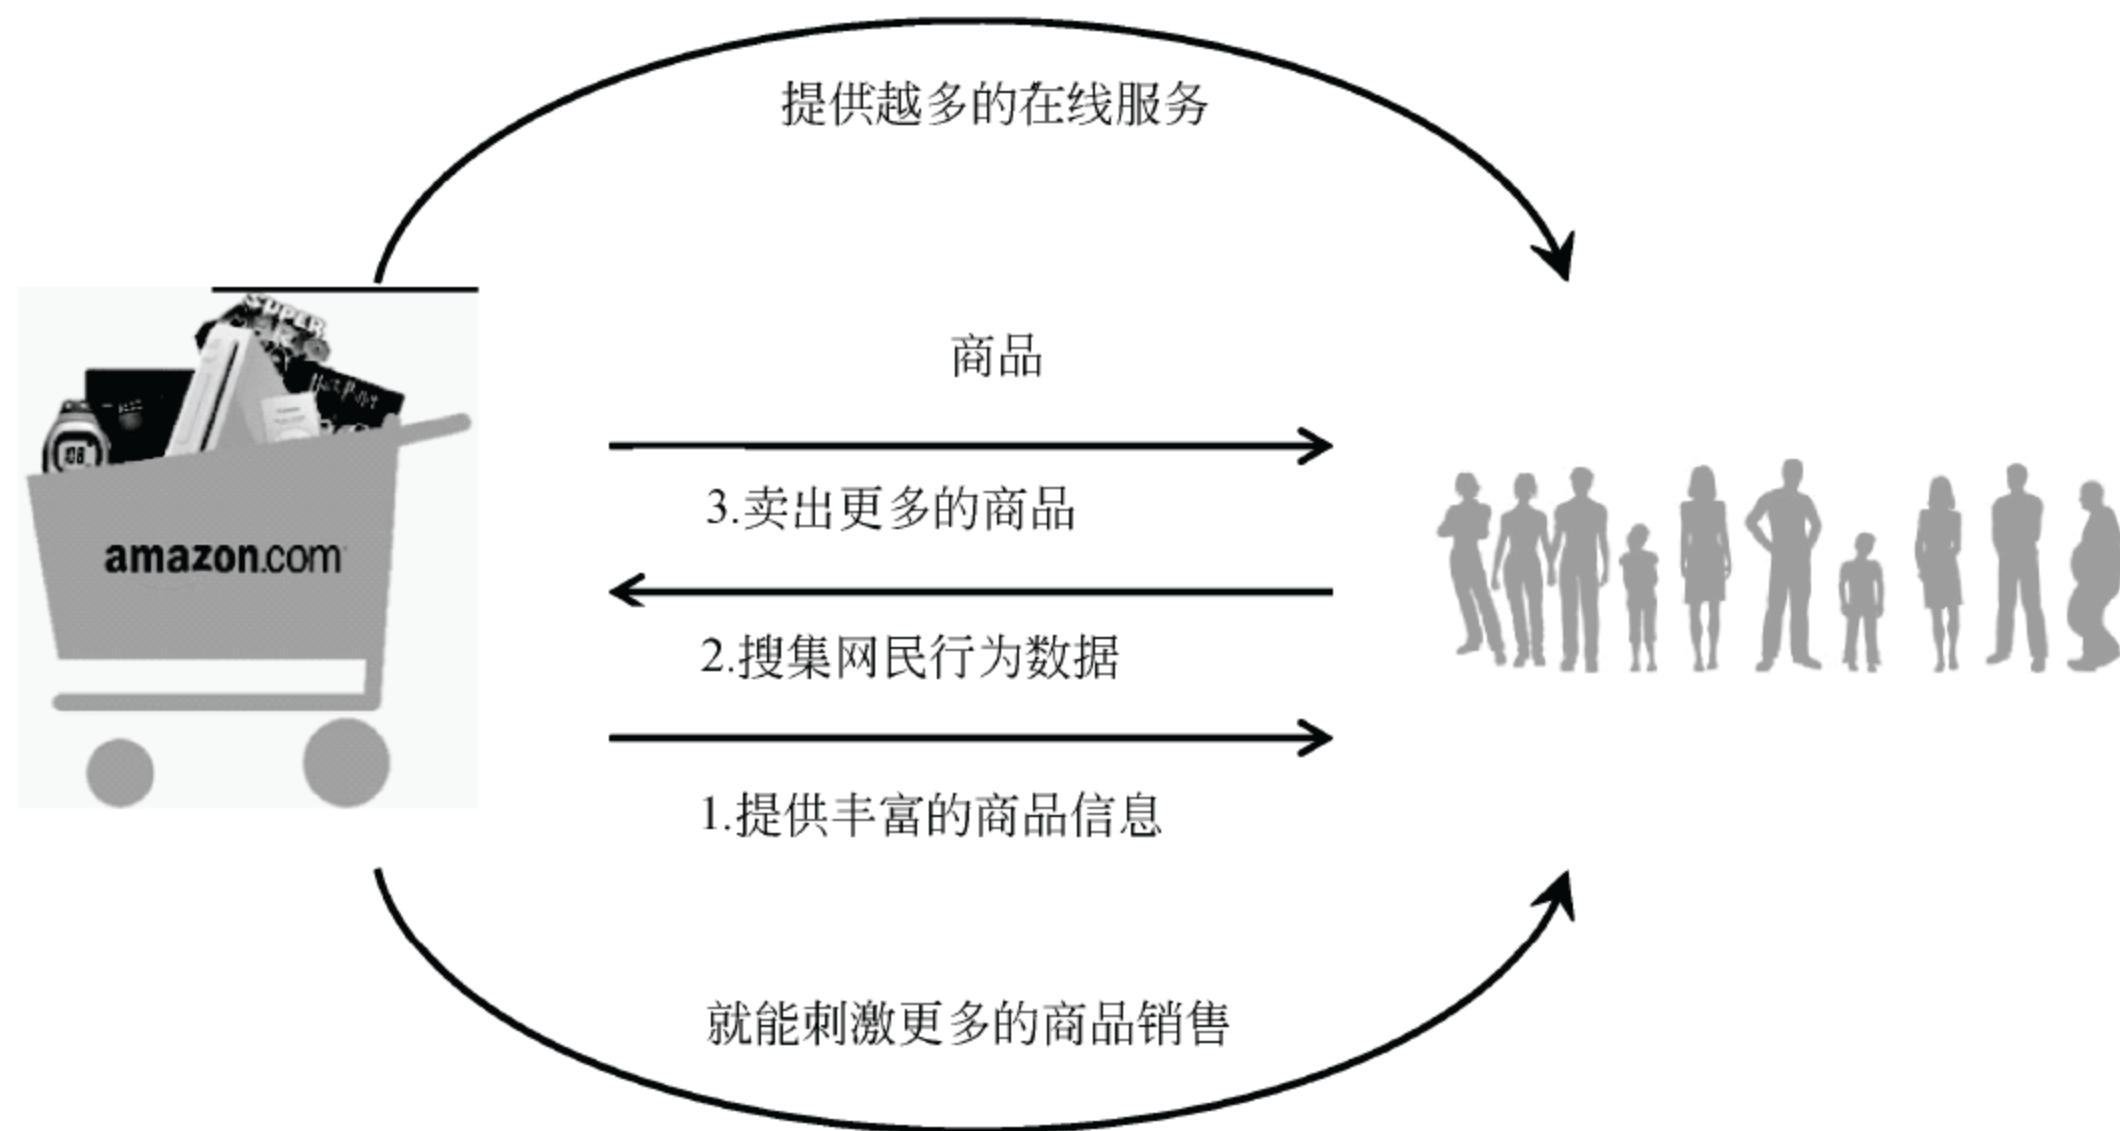 提供越多的在线服务
商品
3.卖出更多的商品
amazon.com
2.搜集网民行为数据
1.提供丰富的商品信息
就能刺激更多的商品销售
SUPER
08